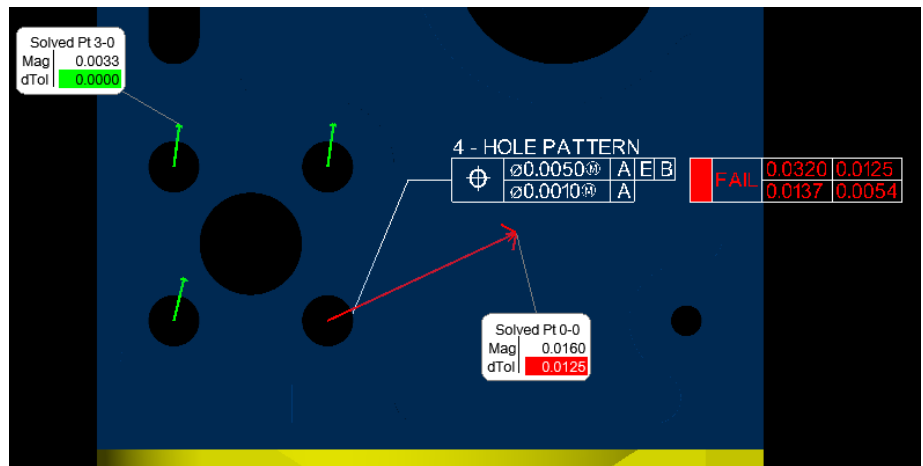 Solved Pt 3-0
Mag 0.0033
dTol 0.0000
4 - HOLE PATTERN
⌖ ⌀0.0050Ⓜ A E B
⌀0.0010Ⓜ A
FAIL 0.0320 0.0125
0.0137 0.0054
Solved Pt 0-0
Mag 0.0160
dTol 0.0125